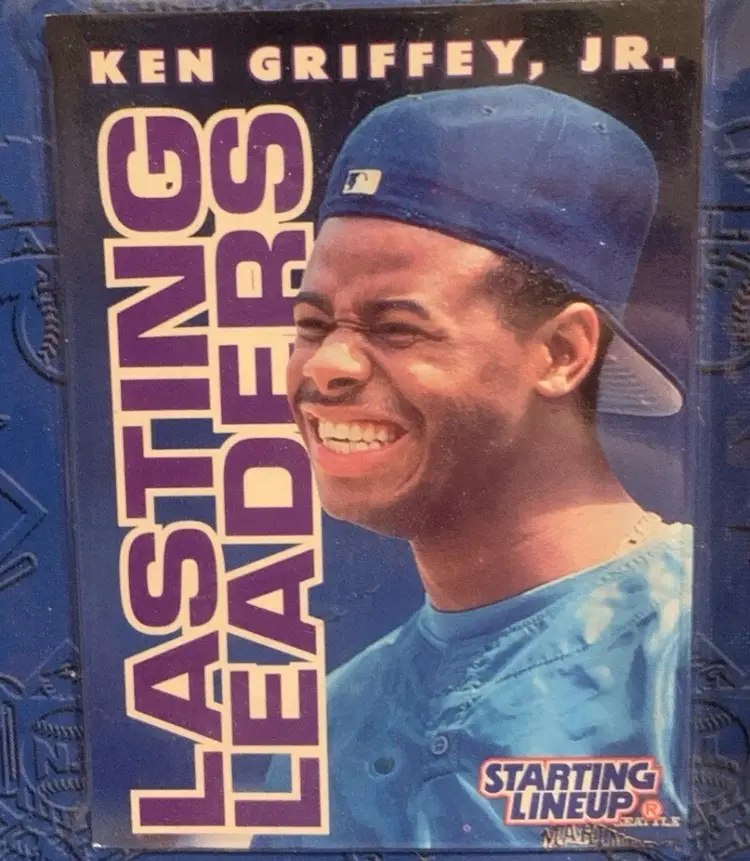 KEN GRIFFEY, JR.
LASTING
LEADERS
STARTING
LINEUP®
SEATTLE